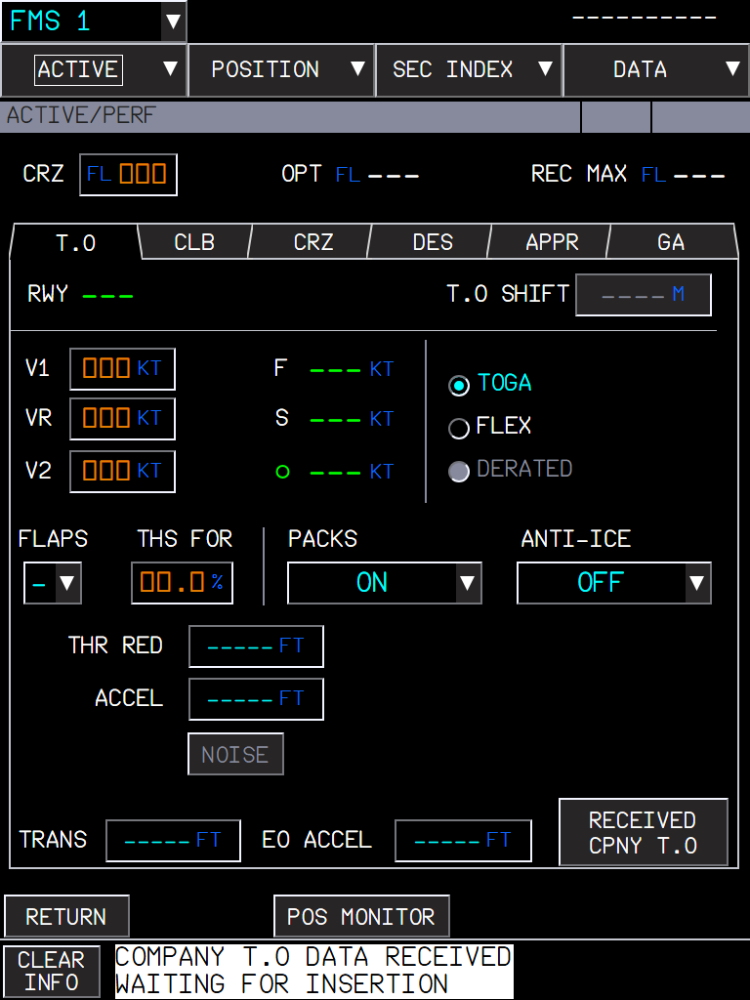 FMS 1 ----------
ACTIVE POSITION SEC INDEX DATA
ACTIVE/PERF
CRZ FL ▯▯▯ OPT FL --- REC MAX FL ---
T.O CLB CRZ DES APPR GA
RWY --- T.O SHIFT ---- M
V1 ▯▯▯ KT F --- KT
TOGA
VR ▯▯▯ KT S --- KT
FLEX
V2 ▯▯▯ KT O --- KT
DERATED
FLAPS THS FOR PACKS ANTI-ICE
- ▯▯.▯ % ON OFF
THR RED ----- FT
ACCEL ----- FT
NOISE
TRANS ----- FT EO ACCEL ----- FT
RECEIVED
CPNY T.O
RETURN POS MONITOR
CLEAR
INFO
COMPANY T.O DATA RECEIVED
WAITING FOR INSERTION